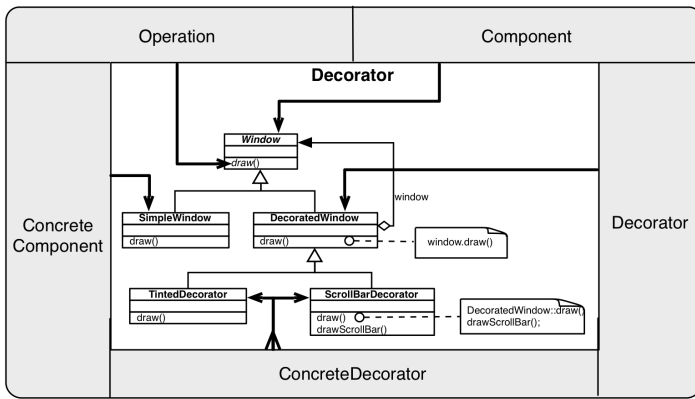 Operation
Component
Decorator
Window
draw()
window
Concrete
Component
SimpleWindow
draw()
DecoratedWindow
draw()
window.draw()
Decorator
TintedDecorator
draw()
ScrollBarDecorator
draw()
drawScrollBar()
DecoratedWindow::draw()
drawScrollBar();
ConcreteDecorator